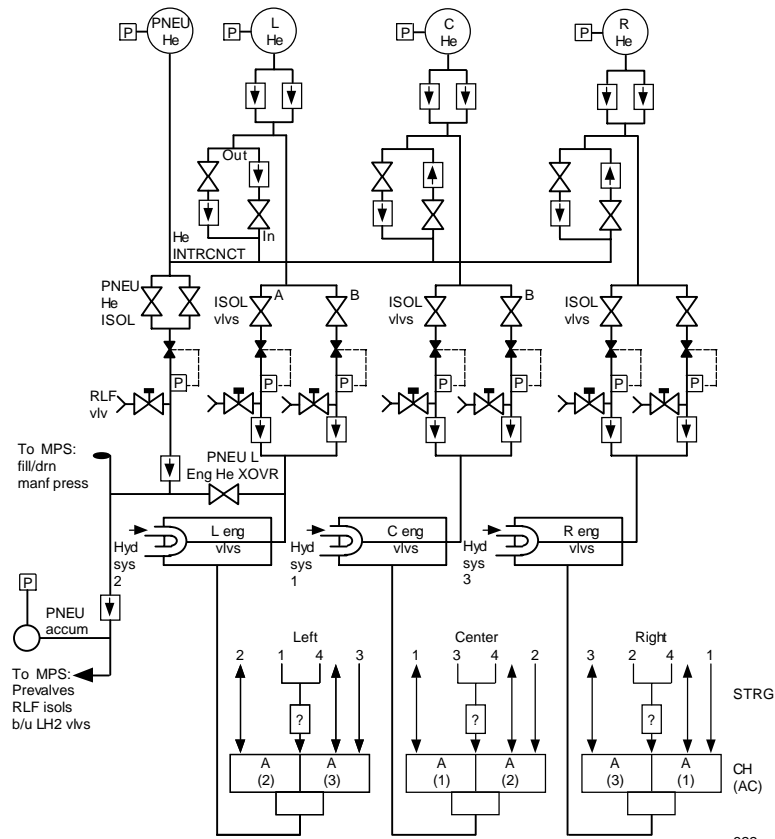 PNEU
He
P
L
He
P
C
He
P
R
He
P
Out
In
He
INTRCNCT
PNEU
He
ISOL
ISOL
vlvs
A
B
ISOL
vlvs
B
ISOL
vlvs
P
P
P
P
P
P
P
RLF
vlv
To MPS:
fill/drn
manf press
PNEU L
Eng He XOVR
L eng
vlvs
C eng
vlvs
R eng
vlvs
Hyd
sys
2
Hyd
sys
1
Hyd
sys
3
P
PNEU
accum
To MPS:
Prevalves
RLF isols
b/u LH2 vlvs
Left
2 1 4 3
Center
1 3 4 2
Right
3 2 4 1
STRG
? ? ?
A
(2)
A
(3)
A
(1)
A
(2)
A
(3)
A
(1)
CH
(AC)